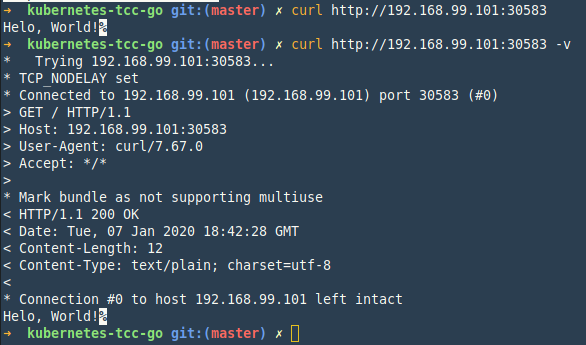 ➜  kubernetes-tcc-go git:(master) ✗ curl http://192.168.99.101:30583
Helo, World!%
➜  kubernetes-tcc-go git:(master) ✗ curl http://192.168.99.101:30583 -v
*   Trying 192.168.99.101:30583...
* TCP_NODELAY set
* Connected to 192.168.99.101 (192.168.99.101) port 30583 (#0)
> GET / HTTP/1.1
> Host: 192.168.99.101:30583
> User-Agent: curl/7.67.0
> Accept: */*
>
* Mark bundle as not supporting multiuse
< HTTP/1.1 200 OK
< Date: Tue, 07 Jan 2020 18:42:28 GMT
< Content-Length: 12
< Content-Type: text/plain; charset=utf-8
<
* Connection #0 to host 192.168.99.101 left intact
Helo, World!%
➜  kubernetes-tcc-go git:(master) ✗